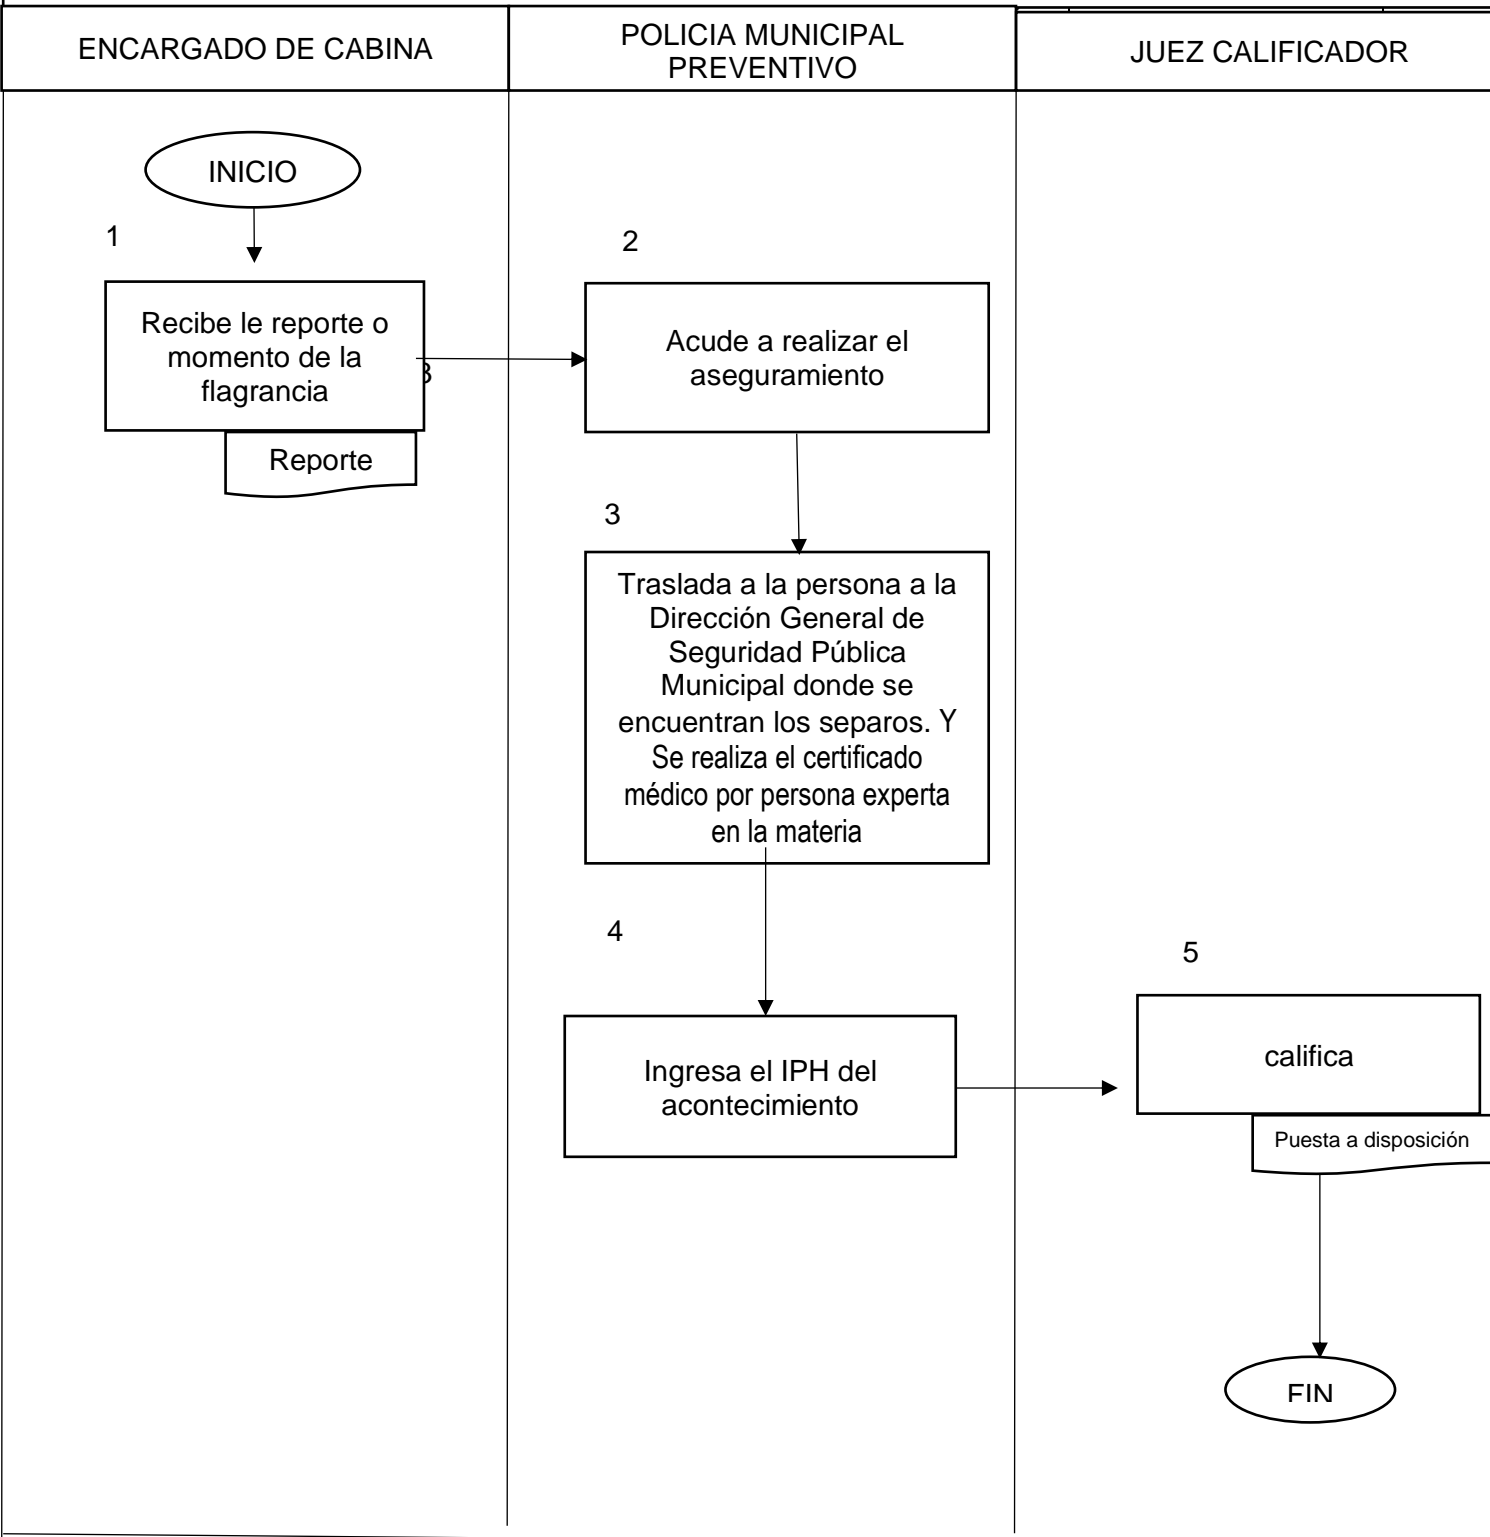 ENCARGADO DE CABINA
POLICIA MUNICIPAL
PREVENTIVO
JUEZ CALIFICADOR
INICIO
1
Recibe le reporte o
momento de la
flagrancia
Reporte
2
Acude a realizar el
aseguramiento
3
Traslada a la persona a la
Dirección General de
Seguridad Pública
Municipal donde se
encuentran los separos. Y
Se realiza el certificado
médico por persona experta
en la materia
4
Ingresa el IPH del
acontecimiento
5
califica
Puesta a disposición
FIN